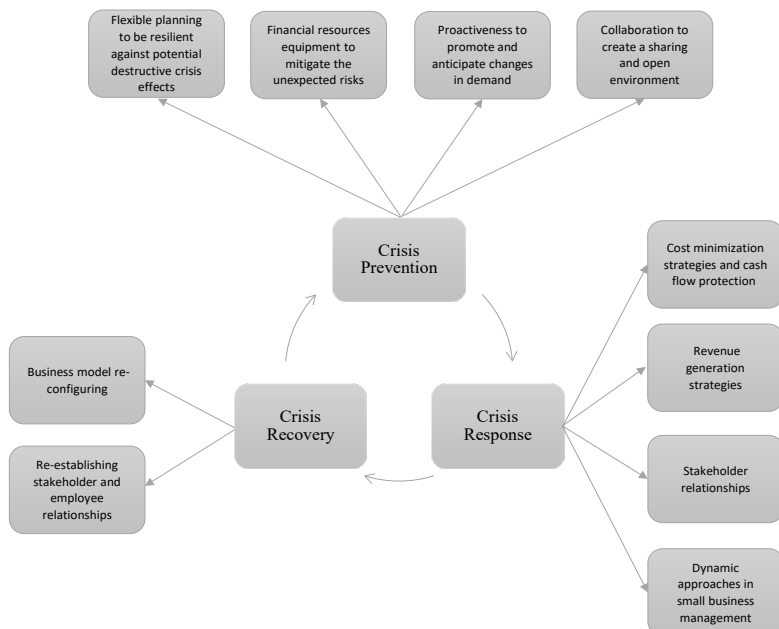 Flexible planning
to be resilient
against potential
destructive crisis
effects
Financial resources
equipment to
mitigate the
unexpected risks
Proactiveness to
promote and
anticipate changes
in demand
Collaboration to
create a sharing
and open
environment
Crisis
Prevention
Cost minimization
strategies and cash
flow protection
Revenue
generation
strategies
Business model re-
configuring
Crisis
Recovery
Crisis
Response
Re-establishing
stakeholder and
employee
relationships
Stakeholder
relationships
Dynamic
approaches in
small business
management